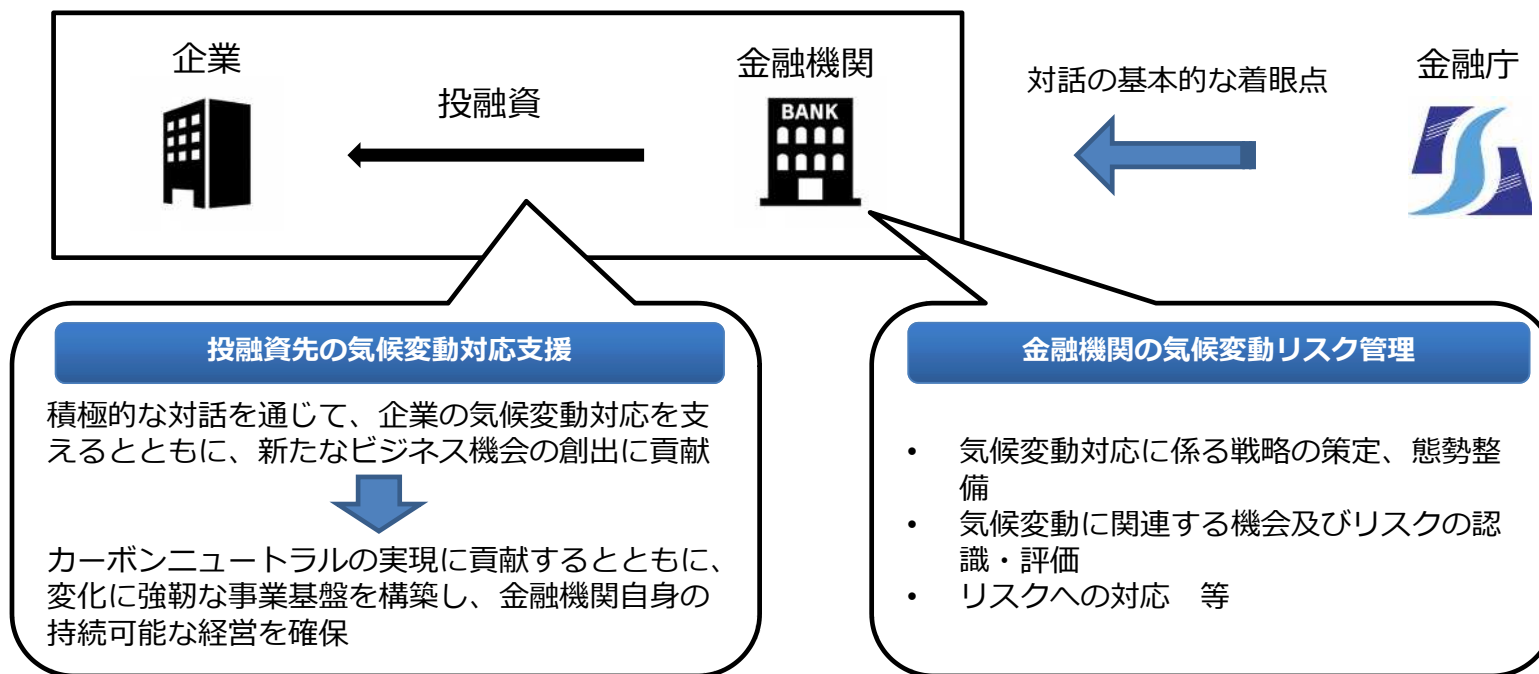 企業
投融資
金融機関
BANK
対話の基本的な着眼点
金融庁
投融資先の気候変動対応支援
積極的な対話を通じて、企業の気候変動対応を支
えるとともに、新たなビジネス機会の創出に貢献
カーボンニュートラルの実現に貢献するとともに、
変化に強靭な事業基盤を構築し、金融機関自身の
持続可能な経営を確保
金融機関の気候変動リスク管理
• 気候変動対応に係る戦略の策定、態勢整
備
• 気候変動に関連する機会及びリスクの認
識・評価
• リスクへの対応　等